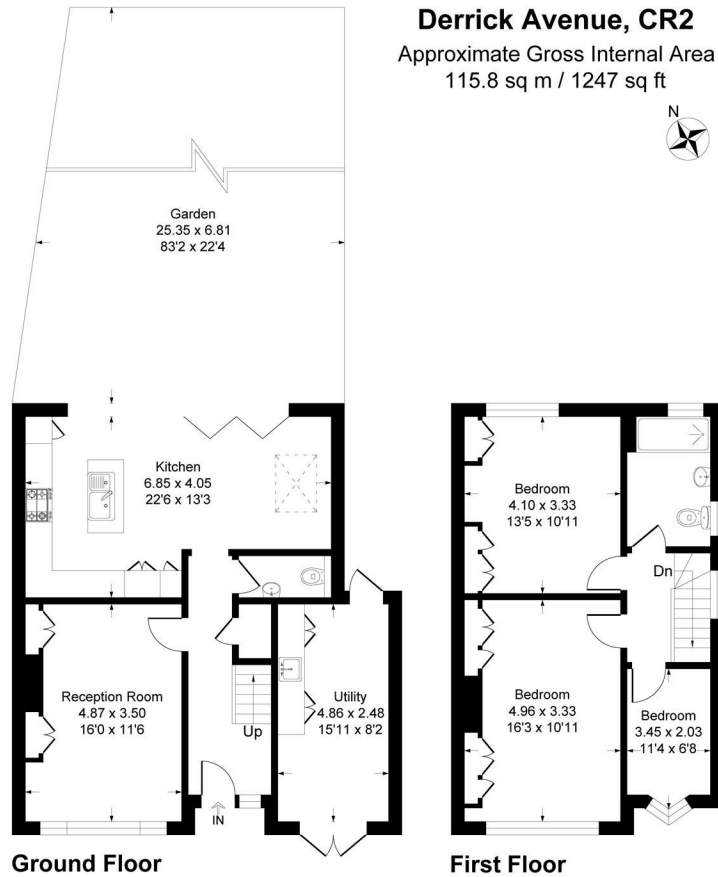 Derrick Avenue, CR2
Approximate Gross Internal Area
115.8 sq m / 1247 sq ft
N
Garden
25.35 x 6.81
83'2 x 22'4
Kitchen
6.85 x 4.05
22'6 x 13'3
Reception Room
4.87 x 3.50
16'0 x 11'6
Up
IN
Utility
4.86 x 2.48
15'11 x 8'2
Ground Floor
Bedroom
4.10 x 3.33
13'5 x 10'11
Dn
Bedroom
4.96 x 3.33
16'3 x 10'11
Bedroom
3.45 x 2.03
11'4 x 6'8
First Floor